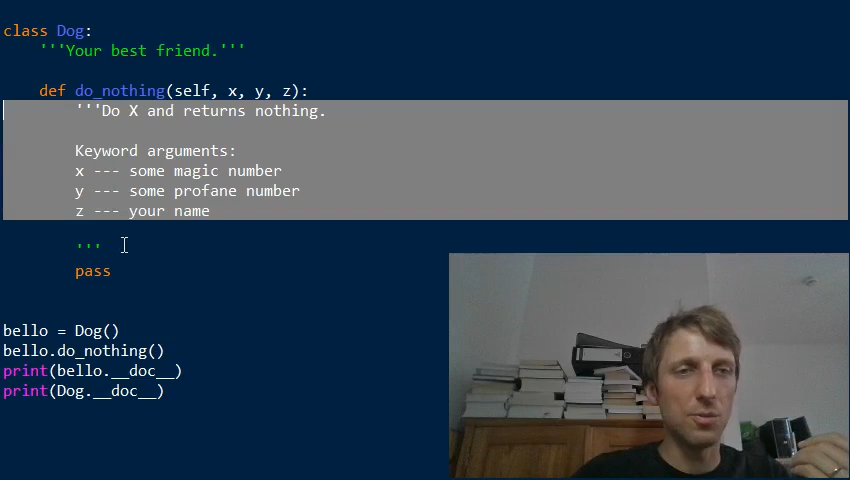 class Dog:
'''Your best friend.'''
def do_nothing(self, x, y, z):
'''Do X and returns nothing.
Keyword arguments:
x --- some magic number
y --- some profane number
z --- your name
'''
pass
bello = Dog()
bello.do_nothing()
print(bello.__doc__)
print(Dog.__doc__)